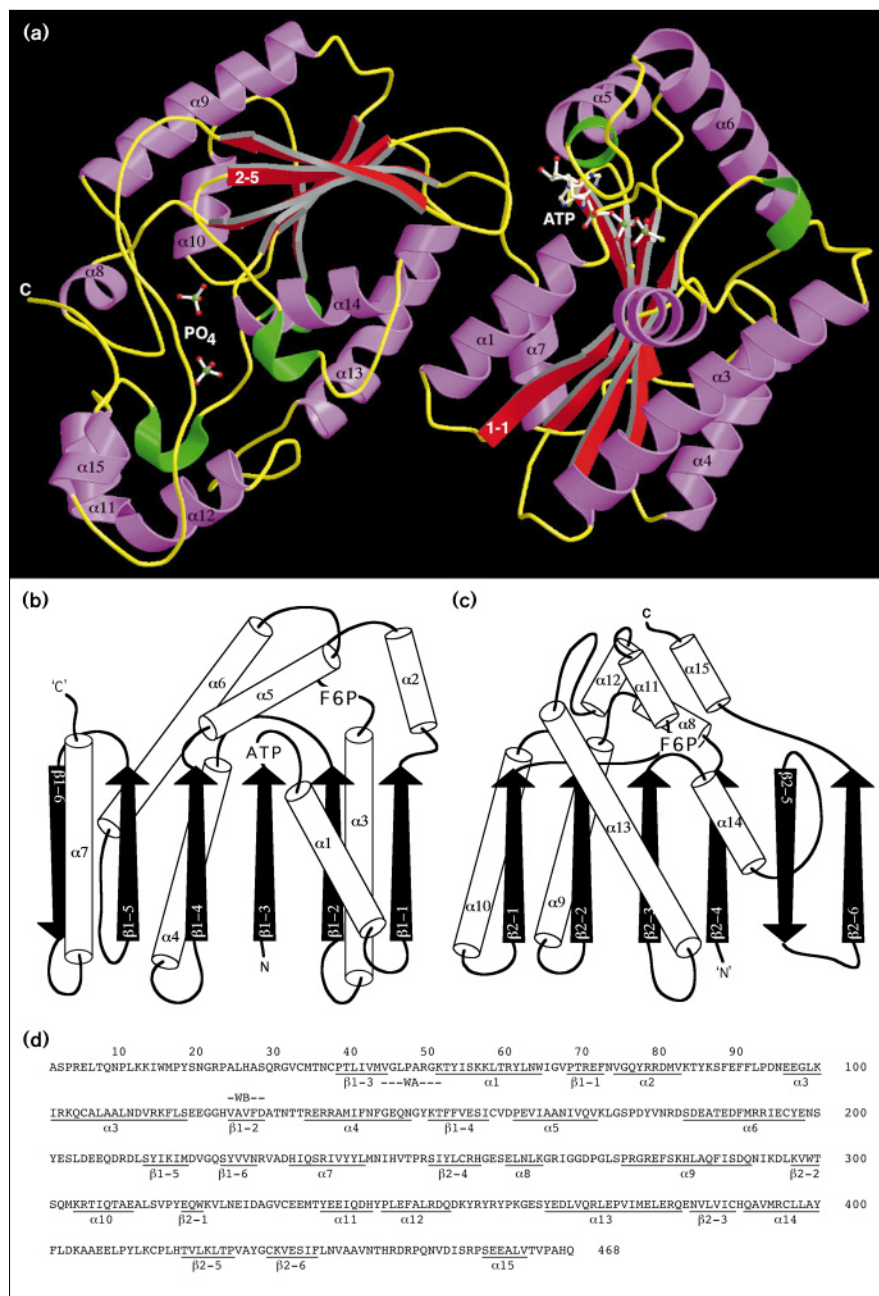 (a)
α9
α5
α6
2-5
ATP
α10
α8
C
α14
PO4
α1
α7
α13
α3
1-1
α15
α4
α11
α12
(b)
(c)
C
α6
α2
α12
α15
α11
'C'
α5
F6P
α8
F6P
ATP
β1-6
β2-5
α3
α13
α14
α1
α7
β1-5
β1-4
β1-3
β1-2
β1-1
α10
β2-1
α9
β2-2
β2-3
β2-4
β2-6
α4
N
'N'
(d)
10 20 30 40 50 60 70 80 90
ASPRELTQNPLKKIWMPYSNGRPALHASQRGVCMTNCPTLIVMVGLPARGKTYISKKLTRYLNWIGVPTREFNVGQYRRDMVKTYKSFEFFLPDNEEGLK 100
β1-3 ----WA---- α1 β1-1 α2 α3
-WB--
IRKQCALAALNDVRKFLSEEGGHVAVFDATNTTRERRAMIFNFGEQNGYKTFFVESICVDPEVIAANIVQVKLGSPDYVNRDSDEATEDFMRRIECYENS 200
α3 β1-2 α4 β1-4 α5 α6
YESLDEEQDRDLSYIKIMDVGQSYVVNRVADHIQSRIVYYLMNIHVTPRSIYLCRHGESELNLKGRIGGDPGLSPRGREFSKHLAQFISDQNIKDLKVWT 300
β1-5 β1-6 α7 β2-4 α8 α9 β2-2
SQMKRTIQTAEALSVPYEQWKVLNEIDAGVCEEMTYEEIQDHYPLEFALRDQDKYRYRYPKGESYEDLVQRLEPVIMELERQENVLVICHQAVMRCLLAY 400
α10 β2-1 α11 α12 α13 β2-3 α14
FLDKAAEELPYLKCPLHTVLKLTPVAYGCKVESIFLNVAAVNTHRDRPQNVDISRPSEEALVTVPAHQ 468
β2-5 β2-6 α15